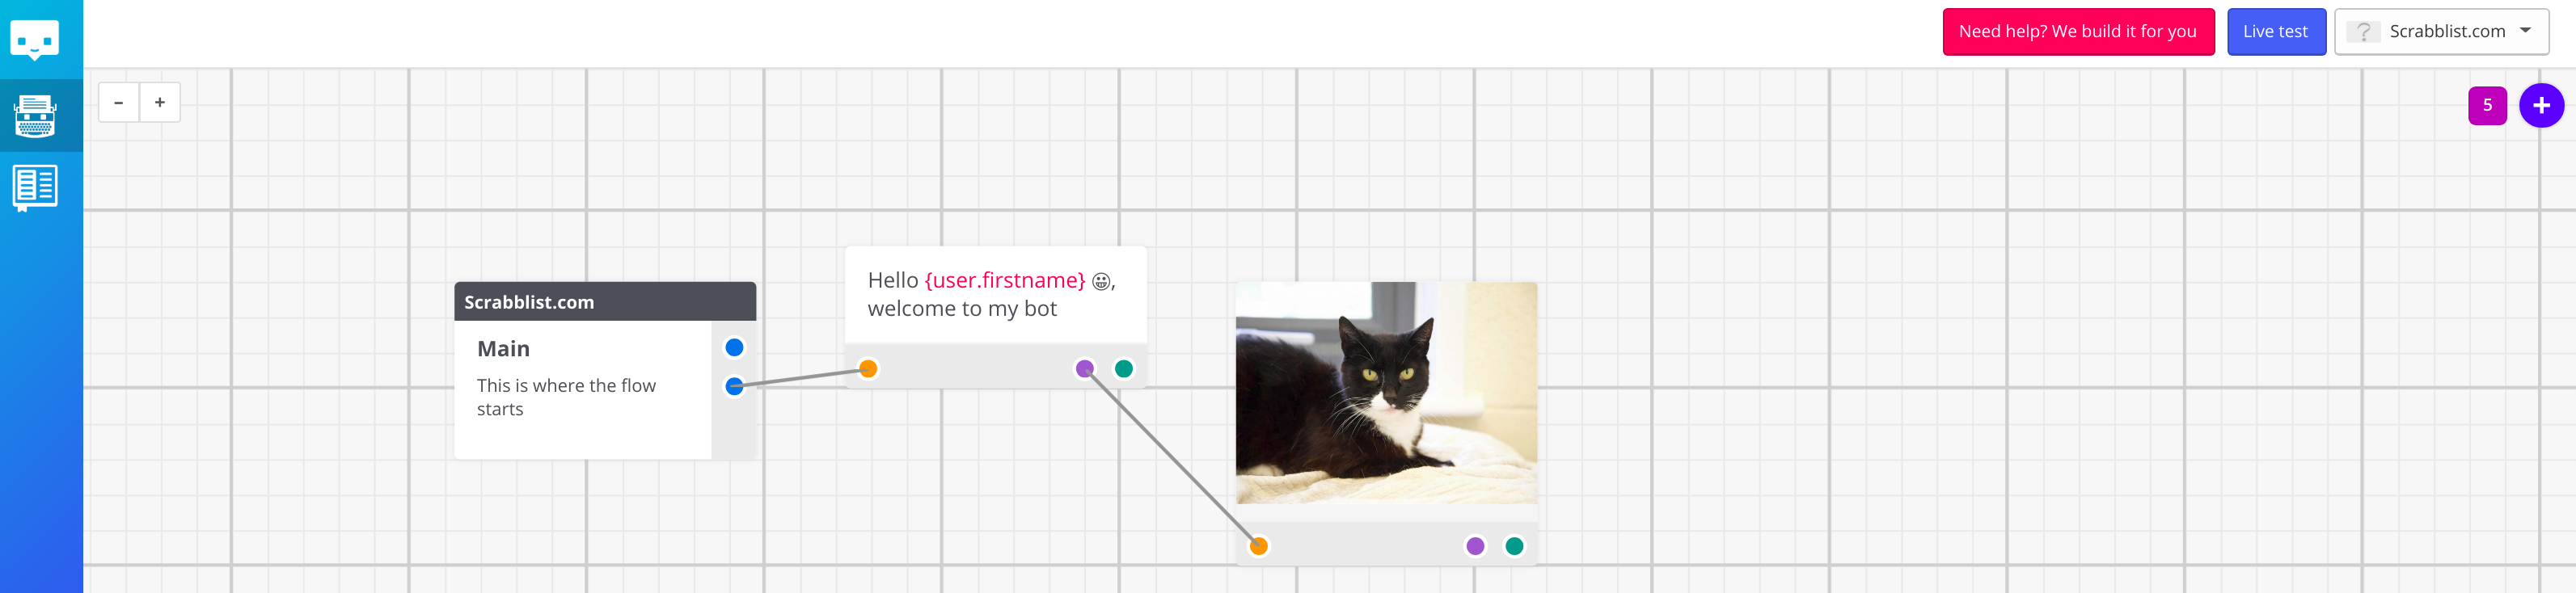 Need help? We build it for you
Live test
? Scrabblist.com
- +
5 +
Scrabblist.com
Main
This is where the flow
starts
Hello {user.firstname} 😀,
welcome to my bot